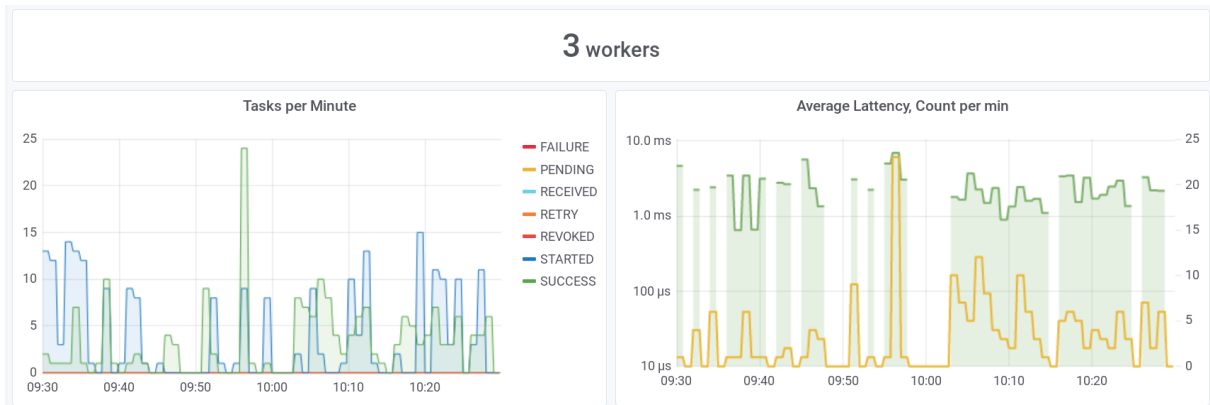 3 workers
Tasks per Minute
25
20
15
10
5
0
09:30 09:40 09:50 10:00 10:10 10:20
FAILURE
PENDING
RECEIVED
RETRY
REVOKED
STARTED
SUCCESS
Average Lattency, Count per min
10.0 ms
1.0 ms
100 µs
10 µs
25
20
15
10
5
0
09:30 09:40 09:50 10:00 10:10 10:20